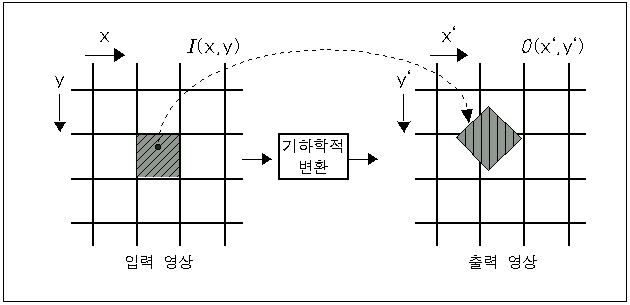 x
I(x,y)
y
x‘
O(x‘,y‘)
y‘
기하학적
변환
입력 영상
출력 영상